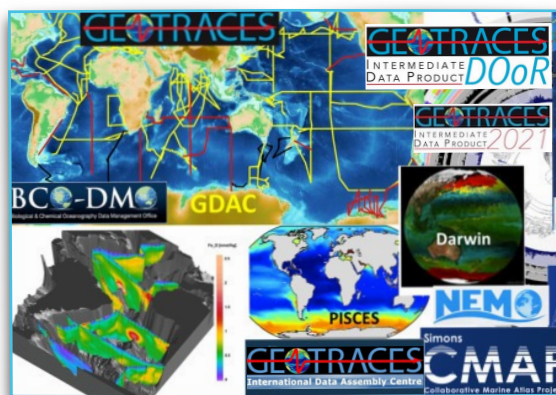 GEOTRACES
GEOTRACES
INTERMEDIATE
DATA PRODUCT DOoR
GEOTRACES
INTERMEDIATE
DATA PRODUCT 2021
BCO-DMO
Biological & Chemical Oceanography Data Management Office
GDAC
Darwin
PISCES
NEMO
GEOTRACES
International Data Assembly Centre
Simons
CMAP
Collaborative Marine Atlas Project